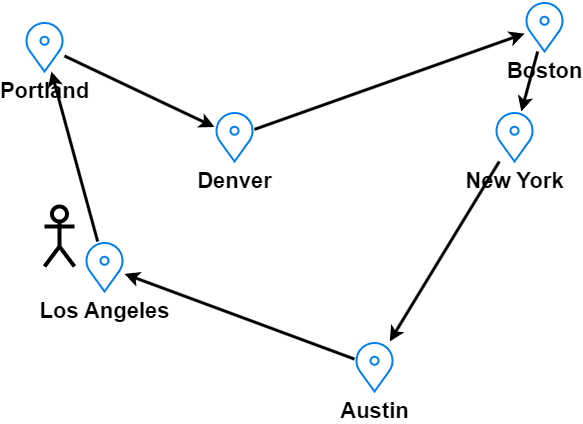 Portland
Boston
Denver
New York
Los Angeles
Austin